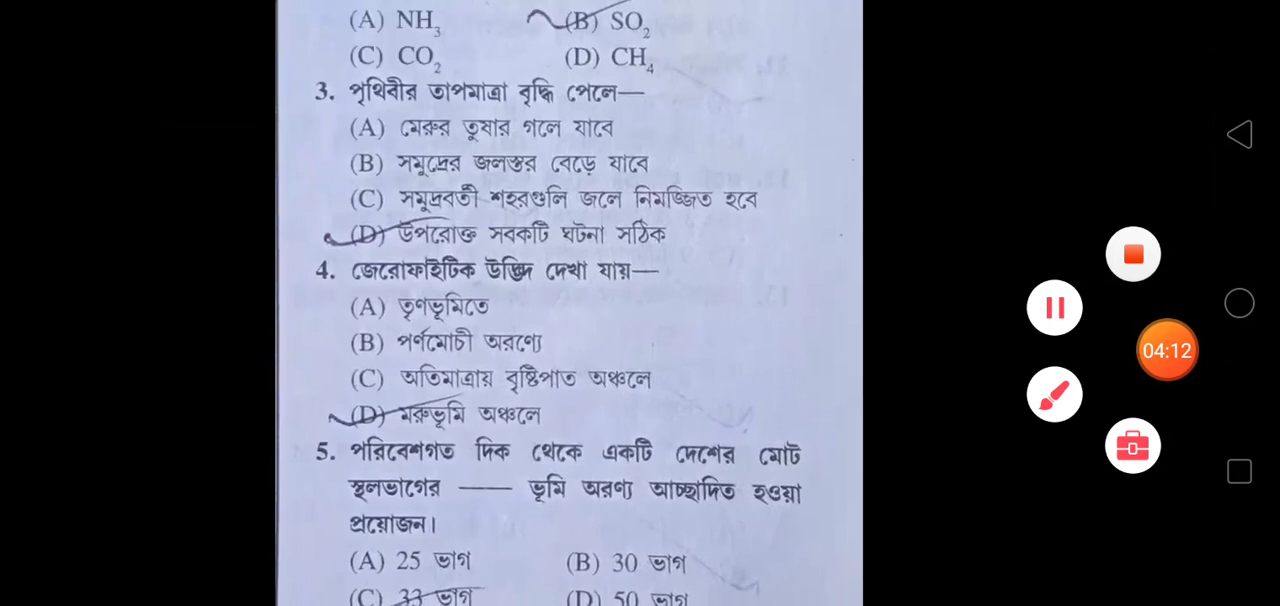 (A) NH₃ (B) SO₂
(C) CO₂ (D) CH₄
3. পৃথিবীর তাপমাত্রা বৃদ্ধি পেলে—
(A) মেরুর তুষার গলে যাবে
(B) সমুদ্রের জলস্তর বেড়ে যাবে
(C) সমুদ্রবর্তী শহরগুলি জলে নিমজ্জিত হবে
(D) উপরোক্ত সবকটি ঘটনা সঠিক
4. জেরোফাইটিক উদ্ভিদ দেখা যায়—
(A) তৃণভূমিতে
(B) পর্ণমোচী অরণ্যে
(C) অতিমাত্রায় বৃষ্টিপাত অঞ্চলে
(D) মরুভূমি অঞ্চলে
04:12
5. পরিবেশগত দিক থেকে একটি দেশের মোট
স্থলভাগের —— ভূমি অরণ্য আচ্ছাদিত হওয়া
প্রয়োজন।
(A) 25 ভাগ (B) 30 ভাগ
(C) 33 ভাগ (D) 50 ভাগ